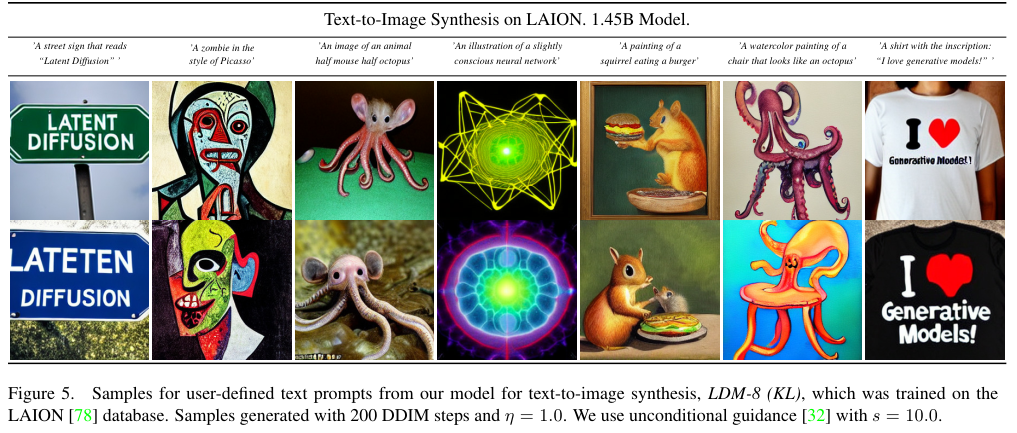 Text-to-Image Synthesis on LAION. 1.45B Model.
'A street sign that reads
“Latent Diffusion” '
'A zombie in the
style of Picasso'
'An image of an animal
half mouse half octopus'
'An illustration of a slightly
conscious neural network'
'A painting of a
squirrel eating a burger'
'A watercolor painting of a
chair that looks like an octopus'
'A shirt with the inscription:
“I love generative models!” '
LATENT
DIFFUSION
I
Generative Models!
LATETEN
DIFFUSION
I
Generative
Models!
Figure 5. Samples for user-defined text prompts from our model for text-to-image synthesis, LDM-8 (KL), which was trained on the
LAION [78] database. Samples generated with 200 DDIM steps and η = 1.0. We use unconditional guidance [32] with s = 10.0.